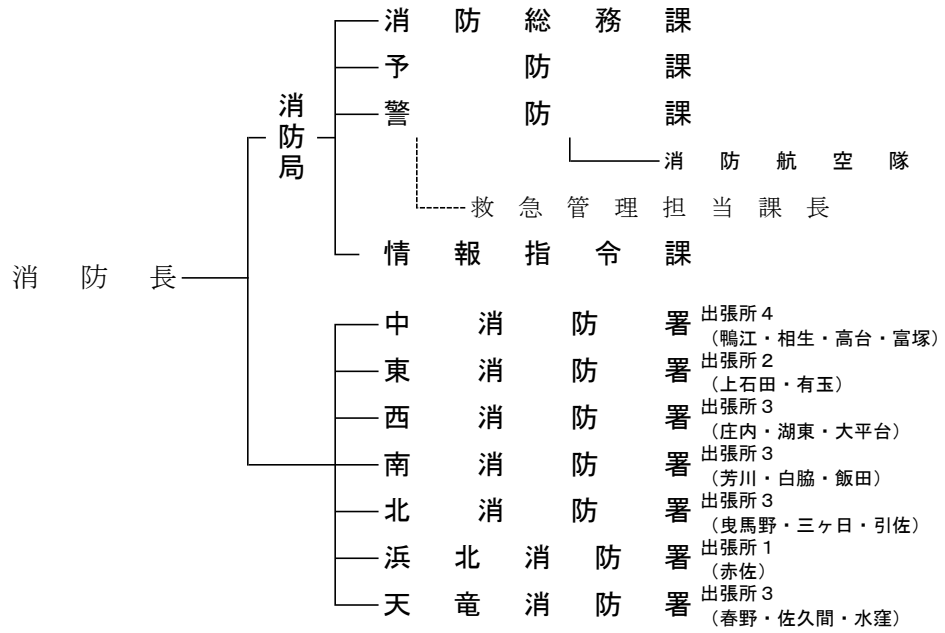 消防総務課
予防課
警防課
消防局
消防航空隊
救急管理担当課長
情報指令課
消防長
中消防署 出張所4
（鴨江・相生・高台・富塚）
東消防署 出張所2
（上石田・有玉）
西消防署 出張所3
（庄内・湖東・大平台）
南消防署 出張所3
（芳川・白脇・飯田）
北消防署 出張所3
（曳馬野・三ヶ日・引佐）
浜北消防署 出張所1
（赤佐）
天竜消防署 出張所3
（春野・佐久間・水窪）